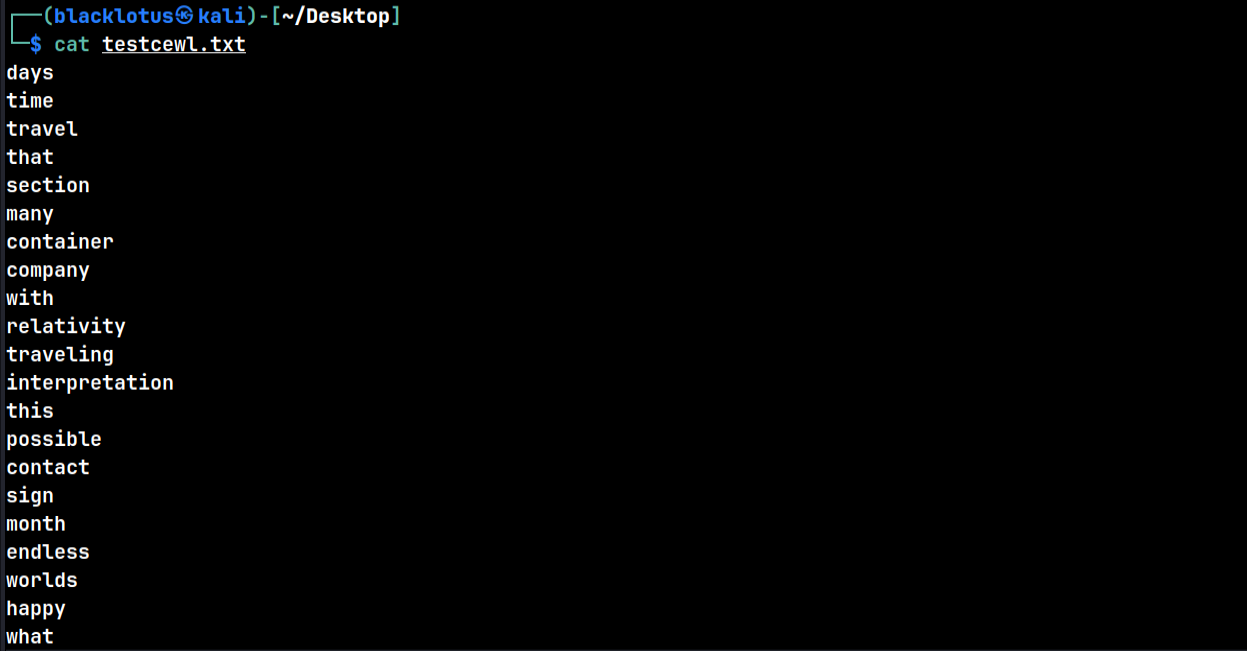 ┌──(blacklotus㉿kali)-[~/Desktop]
└─$ cat testcewl.txt
days
time
travel
that
section
many
container
company
with
relativity
traveling
interpretation
this
possible
contact
sign
month
endless
worlds
happy
what